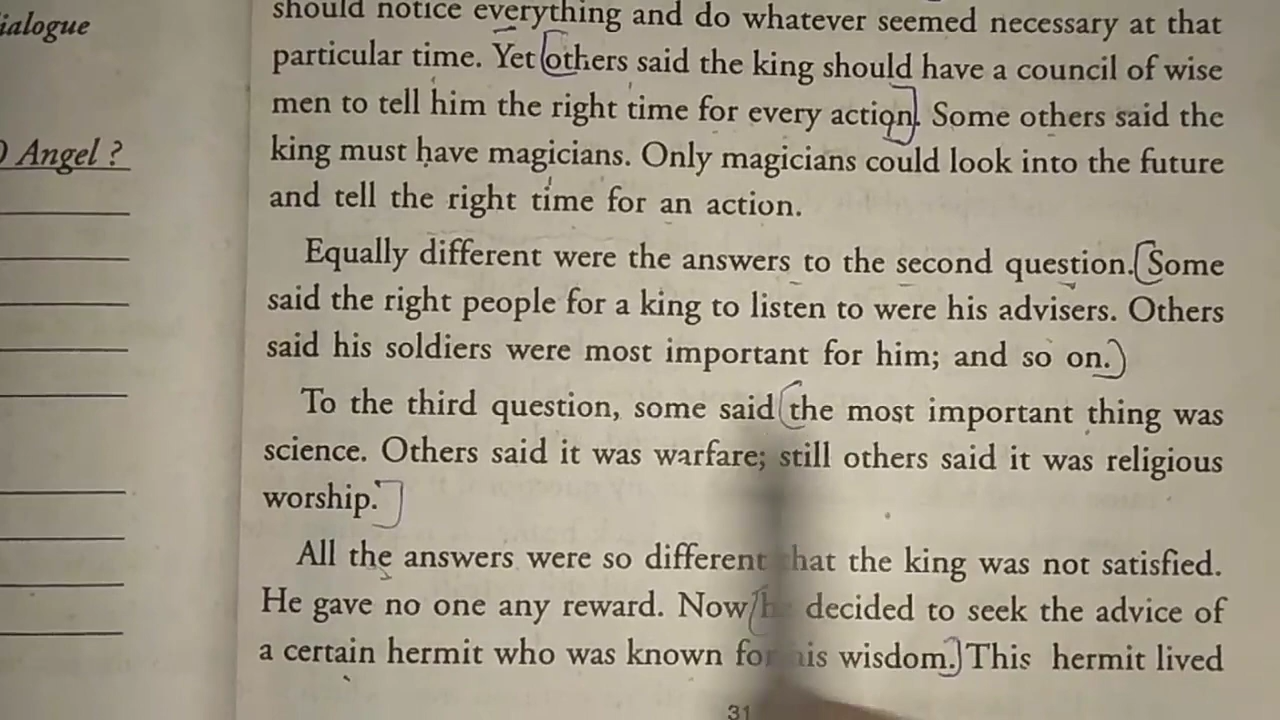 ialogue
Angel ?
should notice everything and do whatever seemed necessary at that
particular time. Yet others said the king should have a council of wise
men to tell him the right time for every action. Some others said the
king must have magicians. Only magicians could look into the future
and tell the right time for an action.
Equally different were the answers to the second question. Some
said the right people for a king to listen to were his advisers. Others
said his soldiers were most important for him; and so on.
To the third question, some said the most important thing was
science. Others said it was warfare; still others said it was religious
worship.
All the answers were so different that the king was not satisfied.
He gave no one any reward. Now he decided to seek the advice of
a certain hermit who was known for his wisdom. This hermit lived
31